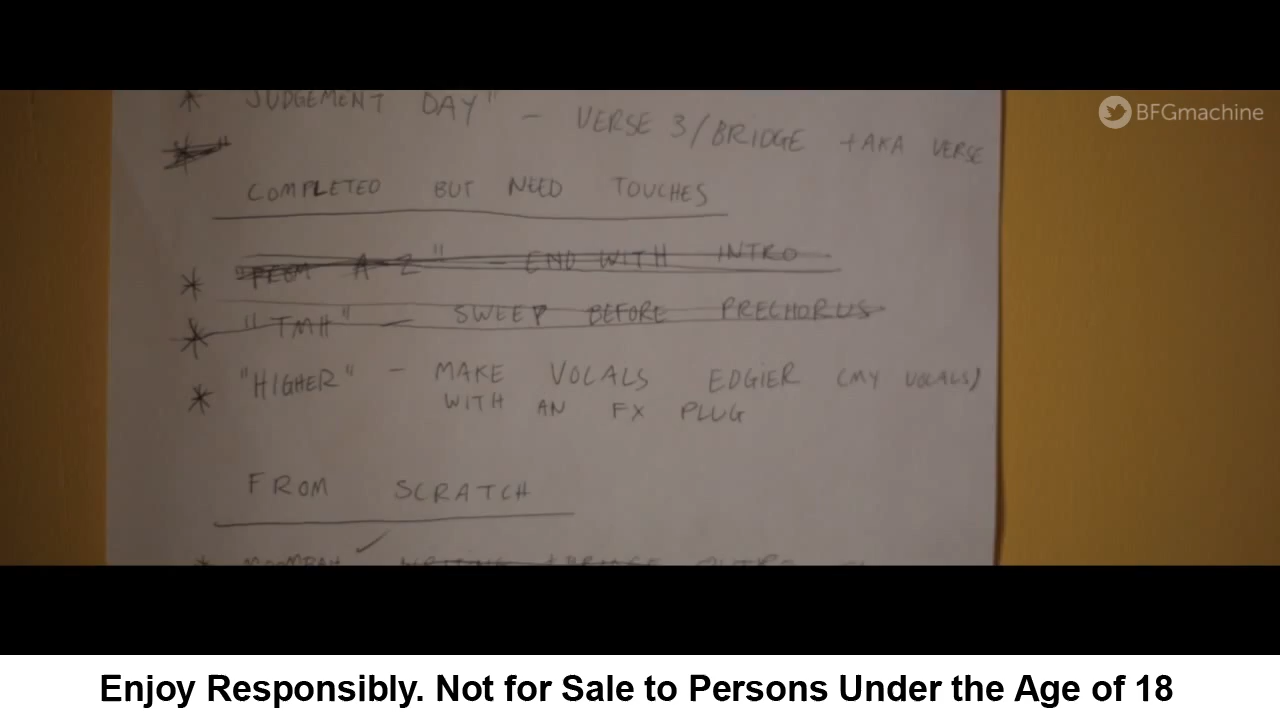 JUDGEMENT DAY" - VERSE 3/BRIDGE + AKA VERSE
BFGmachine
COMPLETED BUT NEED TOUCHES
* "FROM A-Z" - END WITH INTRO
* "TMH" - SWEEP BEFORE PRECHORUS
* "HIGHER" - MAKE VOCALS EDGIER (MY VOCALS)
WITH AN FX PLUG
FROM SCRATCH
Enjoy Responsibly. Not for Sale to Persons Under the Age of 18